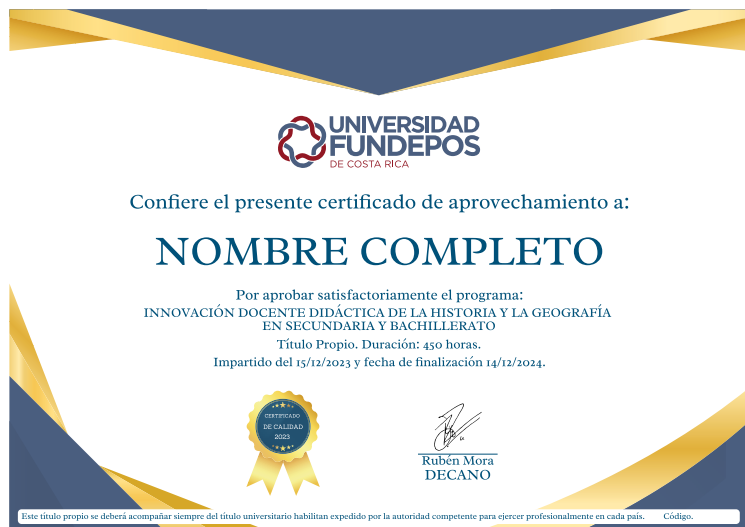 UNIVERSIDAD
FUNDEPOS
DE COSTA RICA
Confiere el presente certificado de aprovechamiento a:
NOMBRE COMPLETO
Por aprobar satisfactoriamente el programa:
INNOVACIÓN DOCENTE DIDÁCTICA DE LA HISTORIA Y LA GEOGRAFÍA
EN SECUNDARIA Y BACHILLERATO
Título Propio. Duración: 450 horas.
Impartido del 15/12/2023 y fecha de finalización 14/12/2024.
CERTIFICADO
DE CALIDAD
2023
Rubén Mora
DECANO
Este título propio se deberá acompañar siempre del título universitario habilitan expedido por la autoridad competente para ejercer profesionalmente en cada país. Código.